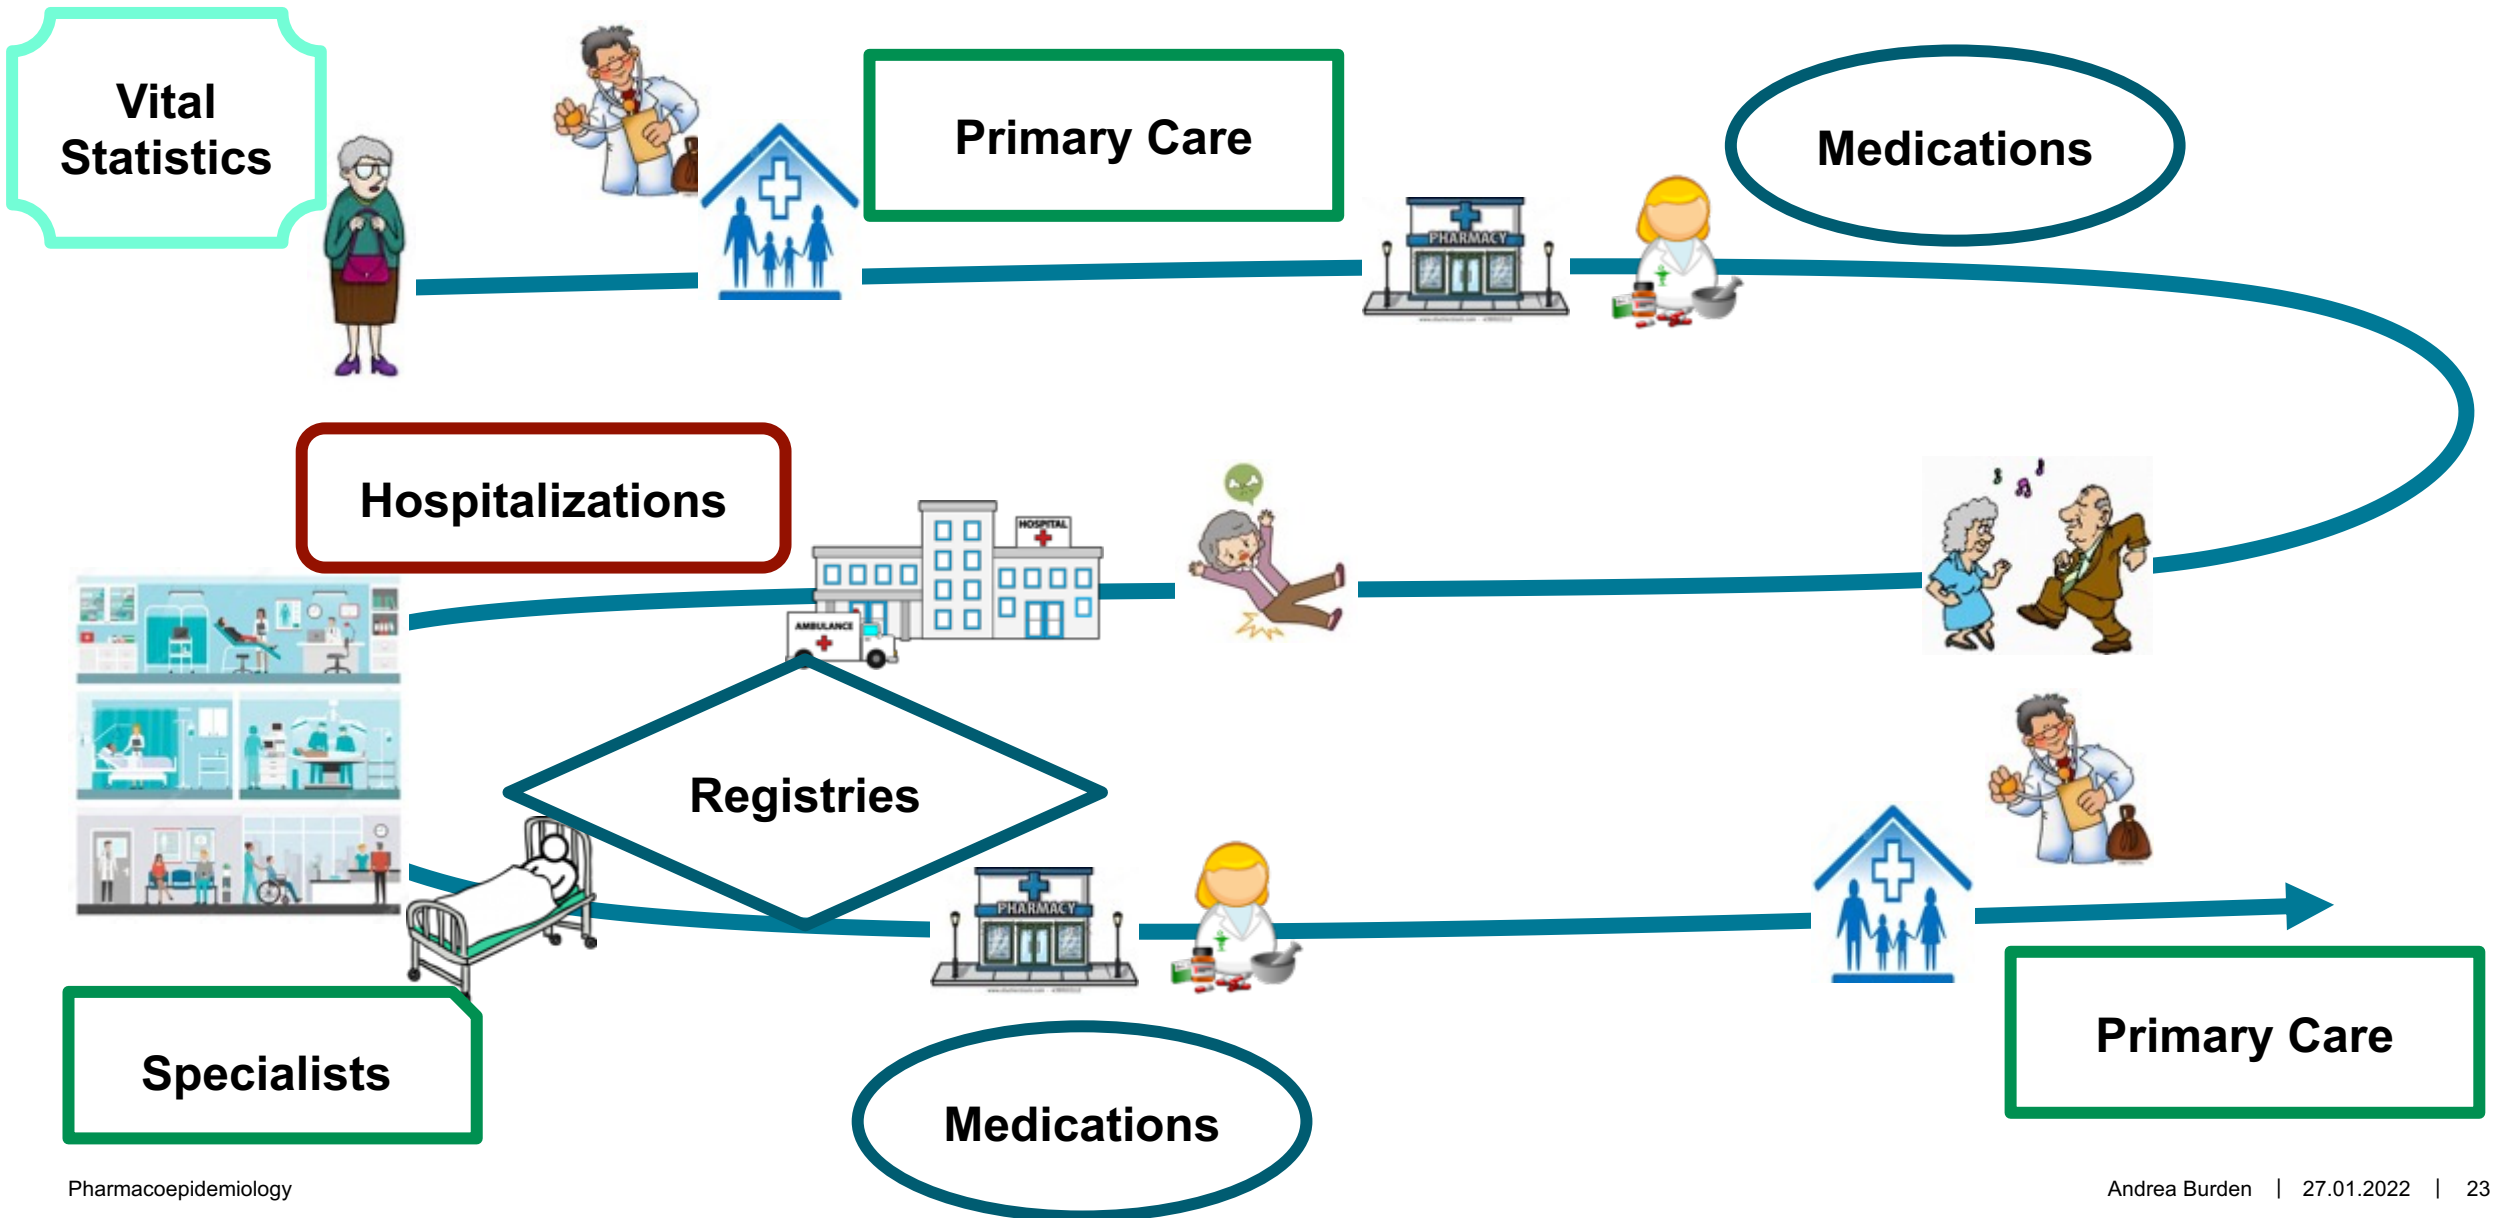 Vital
Statistics
Primary Care
Medications
PHARMACY
Hospitalizations
HOSPITAL
AMBULANCE
Registries
PHARMACY
Specialists
Medications
Primary Care
Pharmacoepidemiology
Andrea Burden | 27.01.2022 | 23